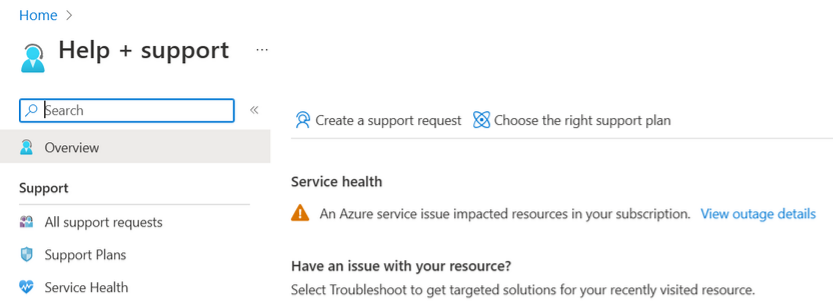 Home >
Help + support ...
Search «
Create a support request Choose the right support plan
Overview
Support
Service health
An Azure service issue impacted resources in your subscription. View outage details
All support requests
Support Plans
Have an issue with your resource?
Service Health
Select Troubleshoot to get targeted solutions for your recently visited resource.